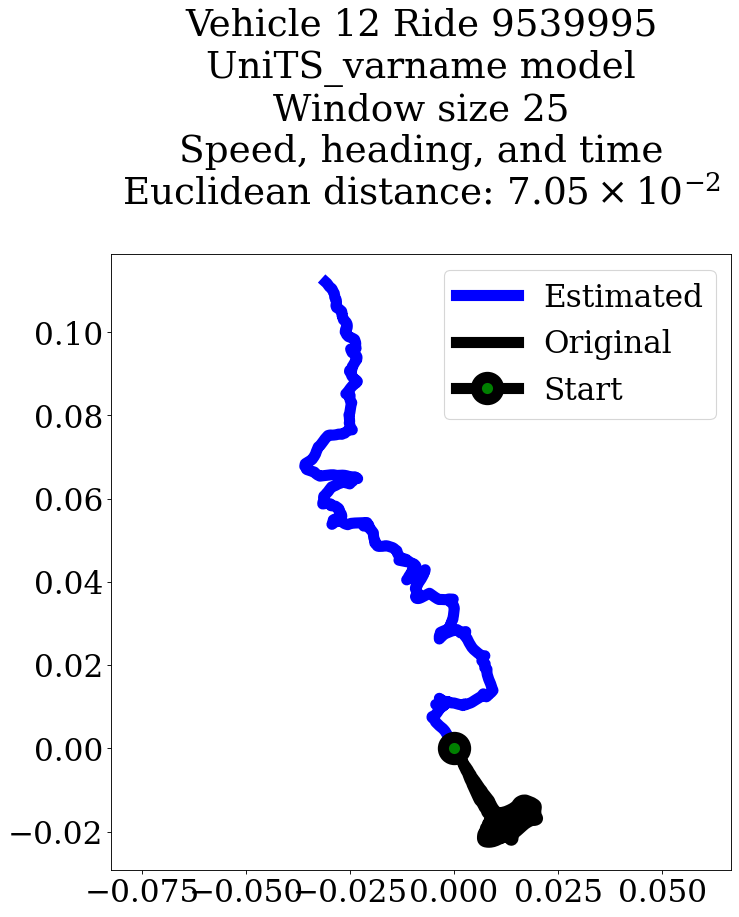 Vehicle 12 Ride 9539995
UniTS_varname model
Window size 25
Speed, heading, and time
Euclidean distance: 7.05 × 10⁻²
Estimated
Original
Start
0.10
0.08
0.06
0.04
0.02
0.00
−0.02
−0.075 −0.050 −0.025 0.000 0.025 0.050